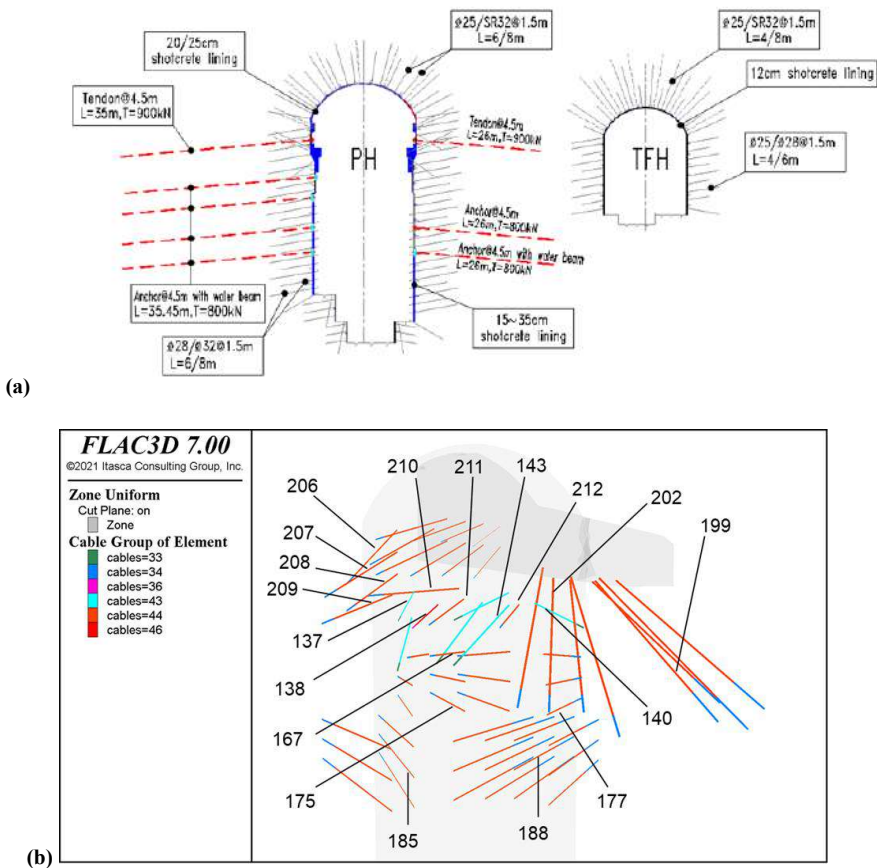 20/25cm
shotcrete lining
ø25/SR32@1.5m
L=6/8m
ø25/SR32@1.5m
L=4/8m
12cm shotcrete lining
Tendon@4.5m
L=35m,T=900kN
Tendon@4.5m
L=26m,T=900kN
PH
TFH
ø25/ø28@1.5m
L=4/6m
Anchor@4.5m
L=26m,T=800kN
Anchor@4.5m with water beam
L=26m,T=800kN
Anchor@4.5m with water beam
L=35.45m,T=800kN
15~35cm
shotcrete lining
ø28/ø32@1.5m
L=6/8m
(a)
FLAC3D 7.00
©2021 Itasca Consulting Group, Inc.
Zone Uniform
Cut Plane: on
Zone
Cable Group of Element
cables=33
cables=34
cables=36
cables=43
cables=44
cables=46
210
211
143
212
202
199
206
207
208
209
137
138
167
175
185
188
177
140
(b)